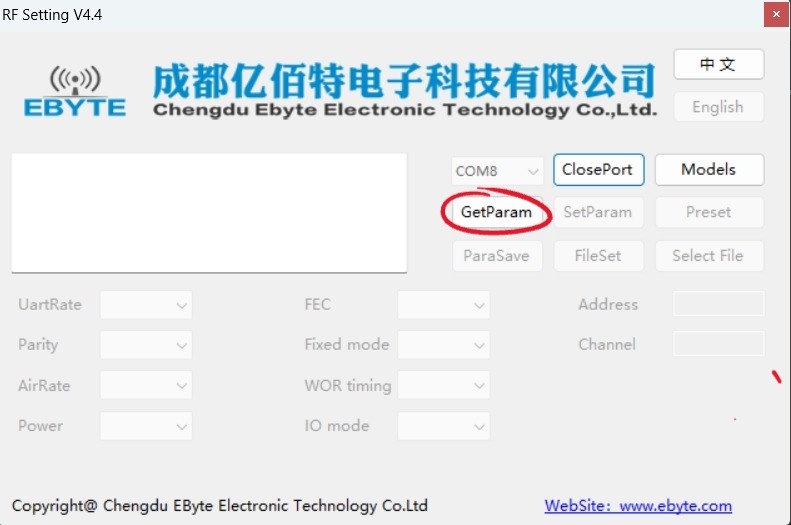 RF Setting V4.4
中 文
EBYTE 成都亿佰特电子科技有限公司
Chengdu Ebyte Electronic Technology Co.,Ltd.
English
COM8 ClosePort Models
GetParam SetParam Preset
ParaSave FileSet Select File
UartRate FEC Address
Parity Fixed mode Channel
AirRate WOR timing
Power IO mode
Copyright@ Chengdu EByte Electronic Technology Co.Ltd WebSite：www.ebyte.com